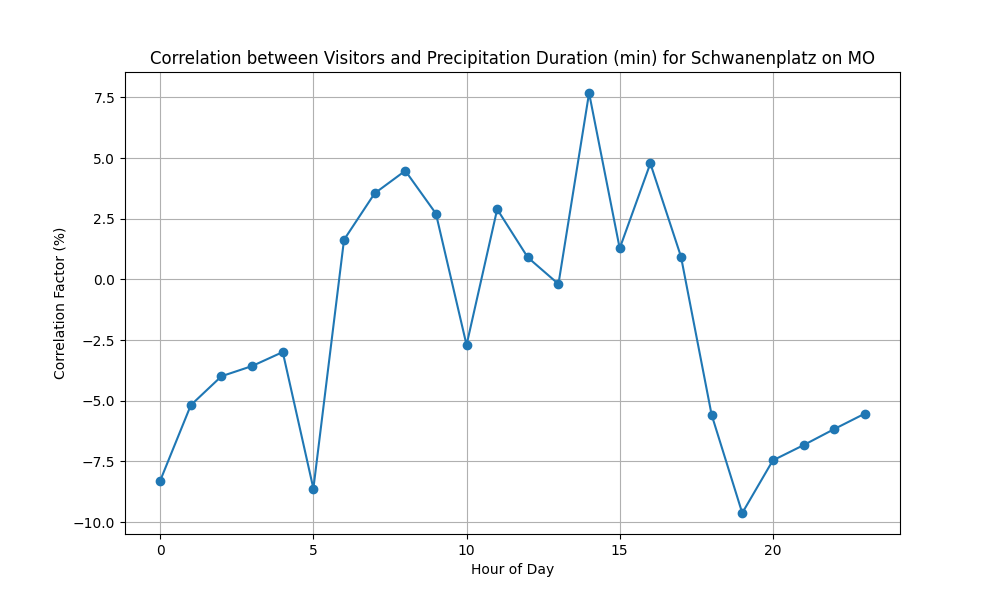 Correlation between Visitors and Precipitation Duration (min) for Schwanenplatz on MO
7.5
5.0
2.5
0.0
−2.5
−5.0
−7.5
−10.0
Correlation Factor (%)
0 5 10 15 20
Hour of Day